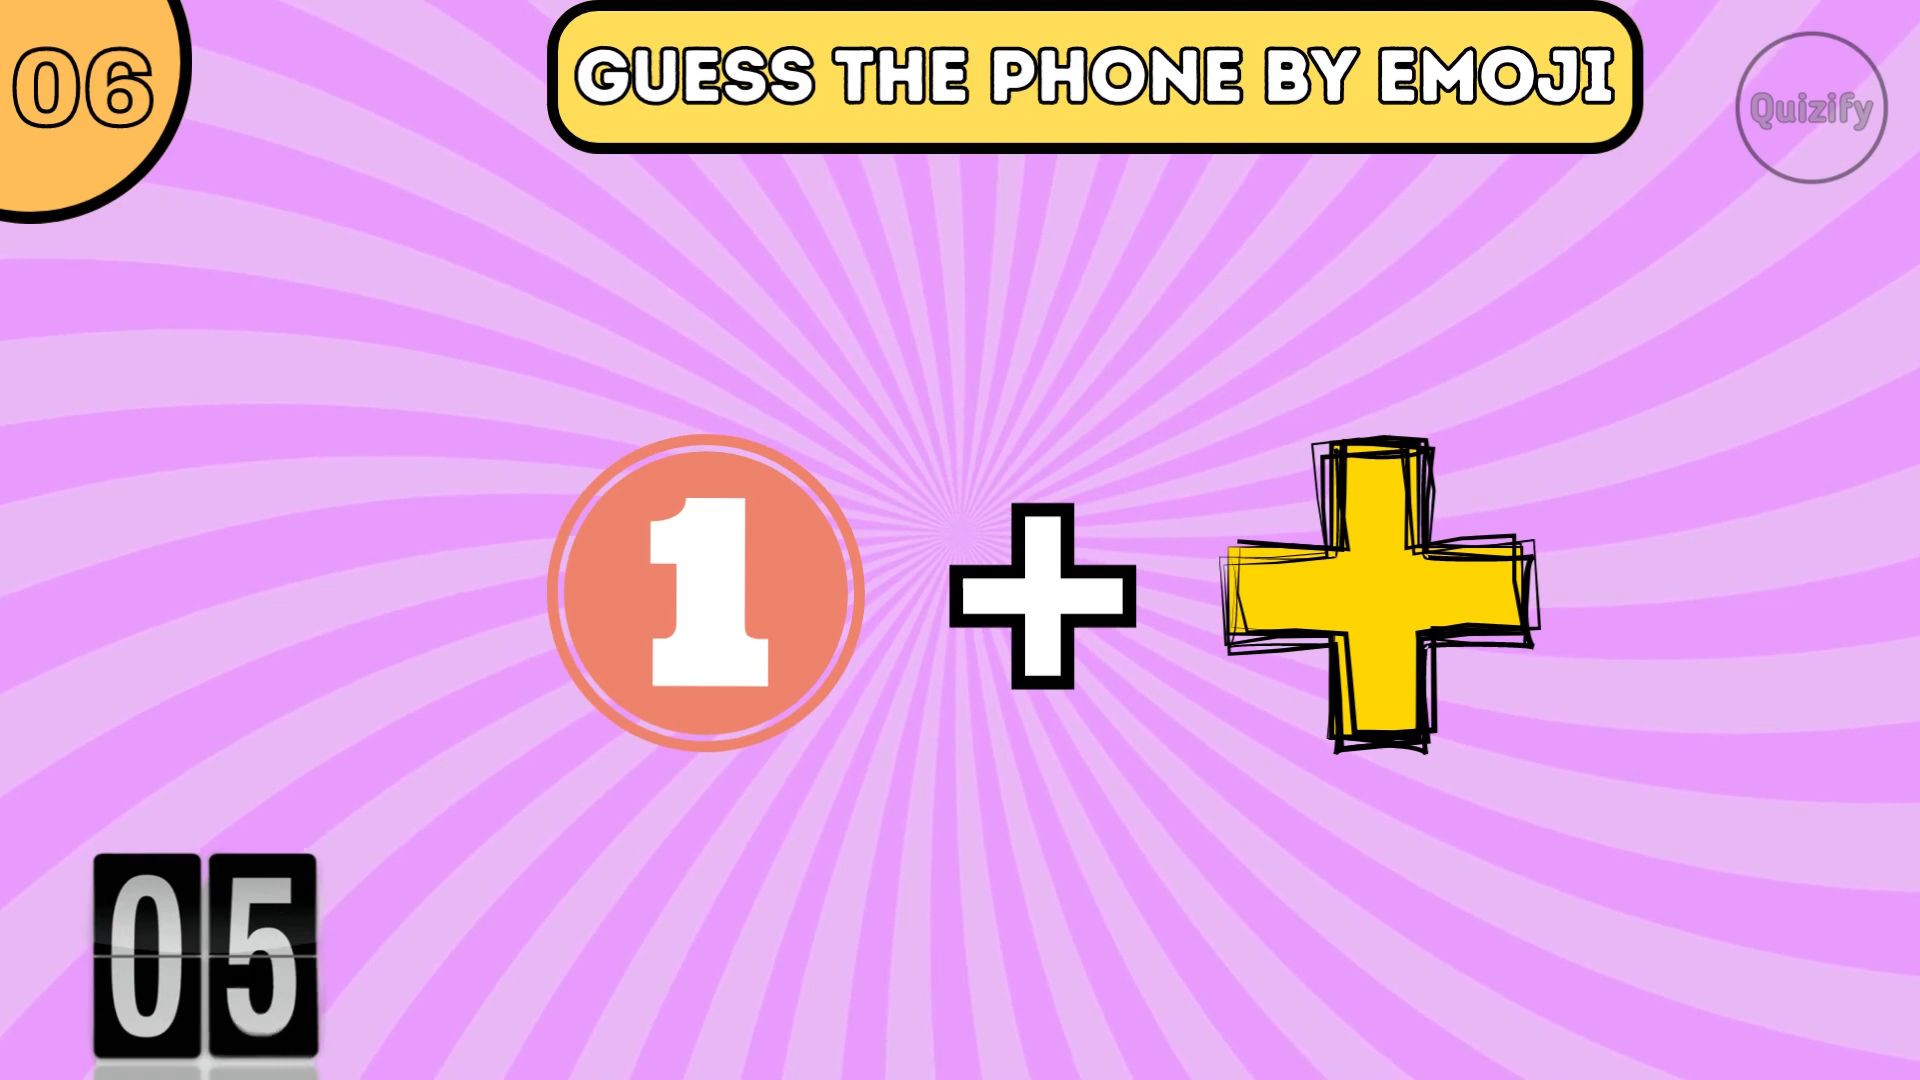 06
GUESS THE PHONE BY EMOJI
Quizify
1 + +
05